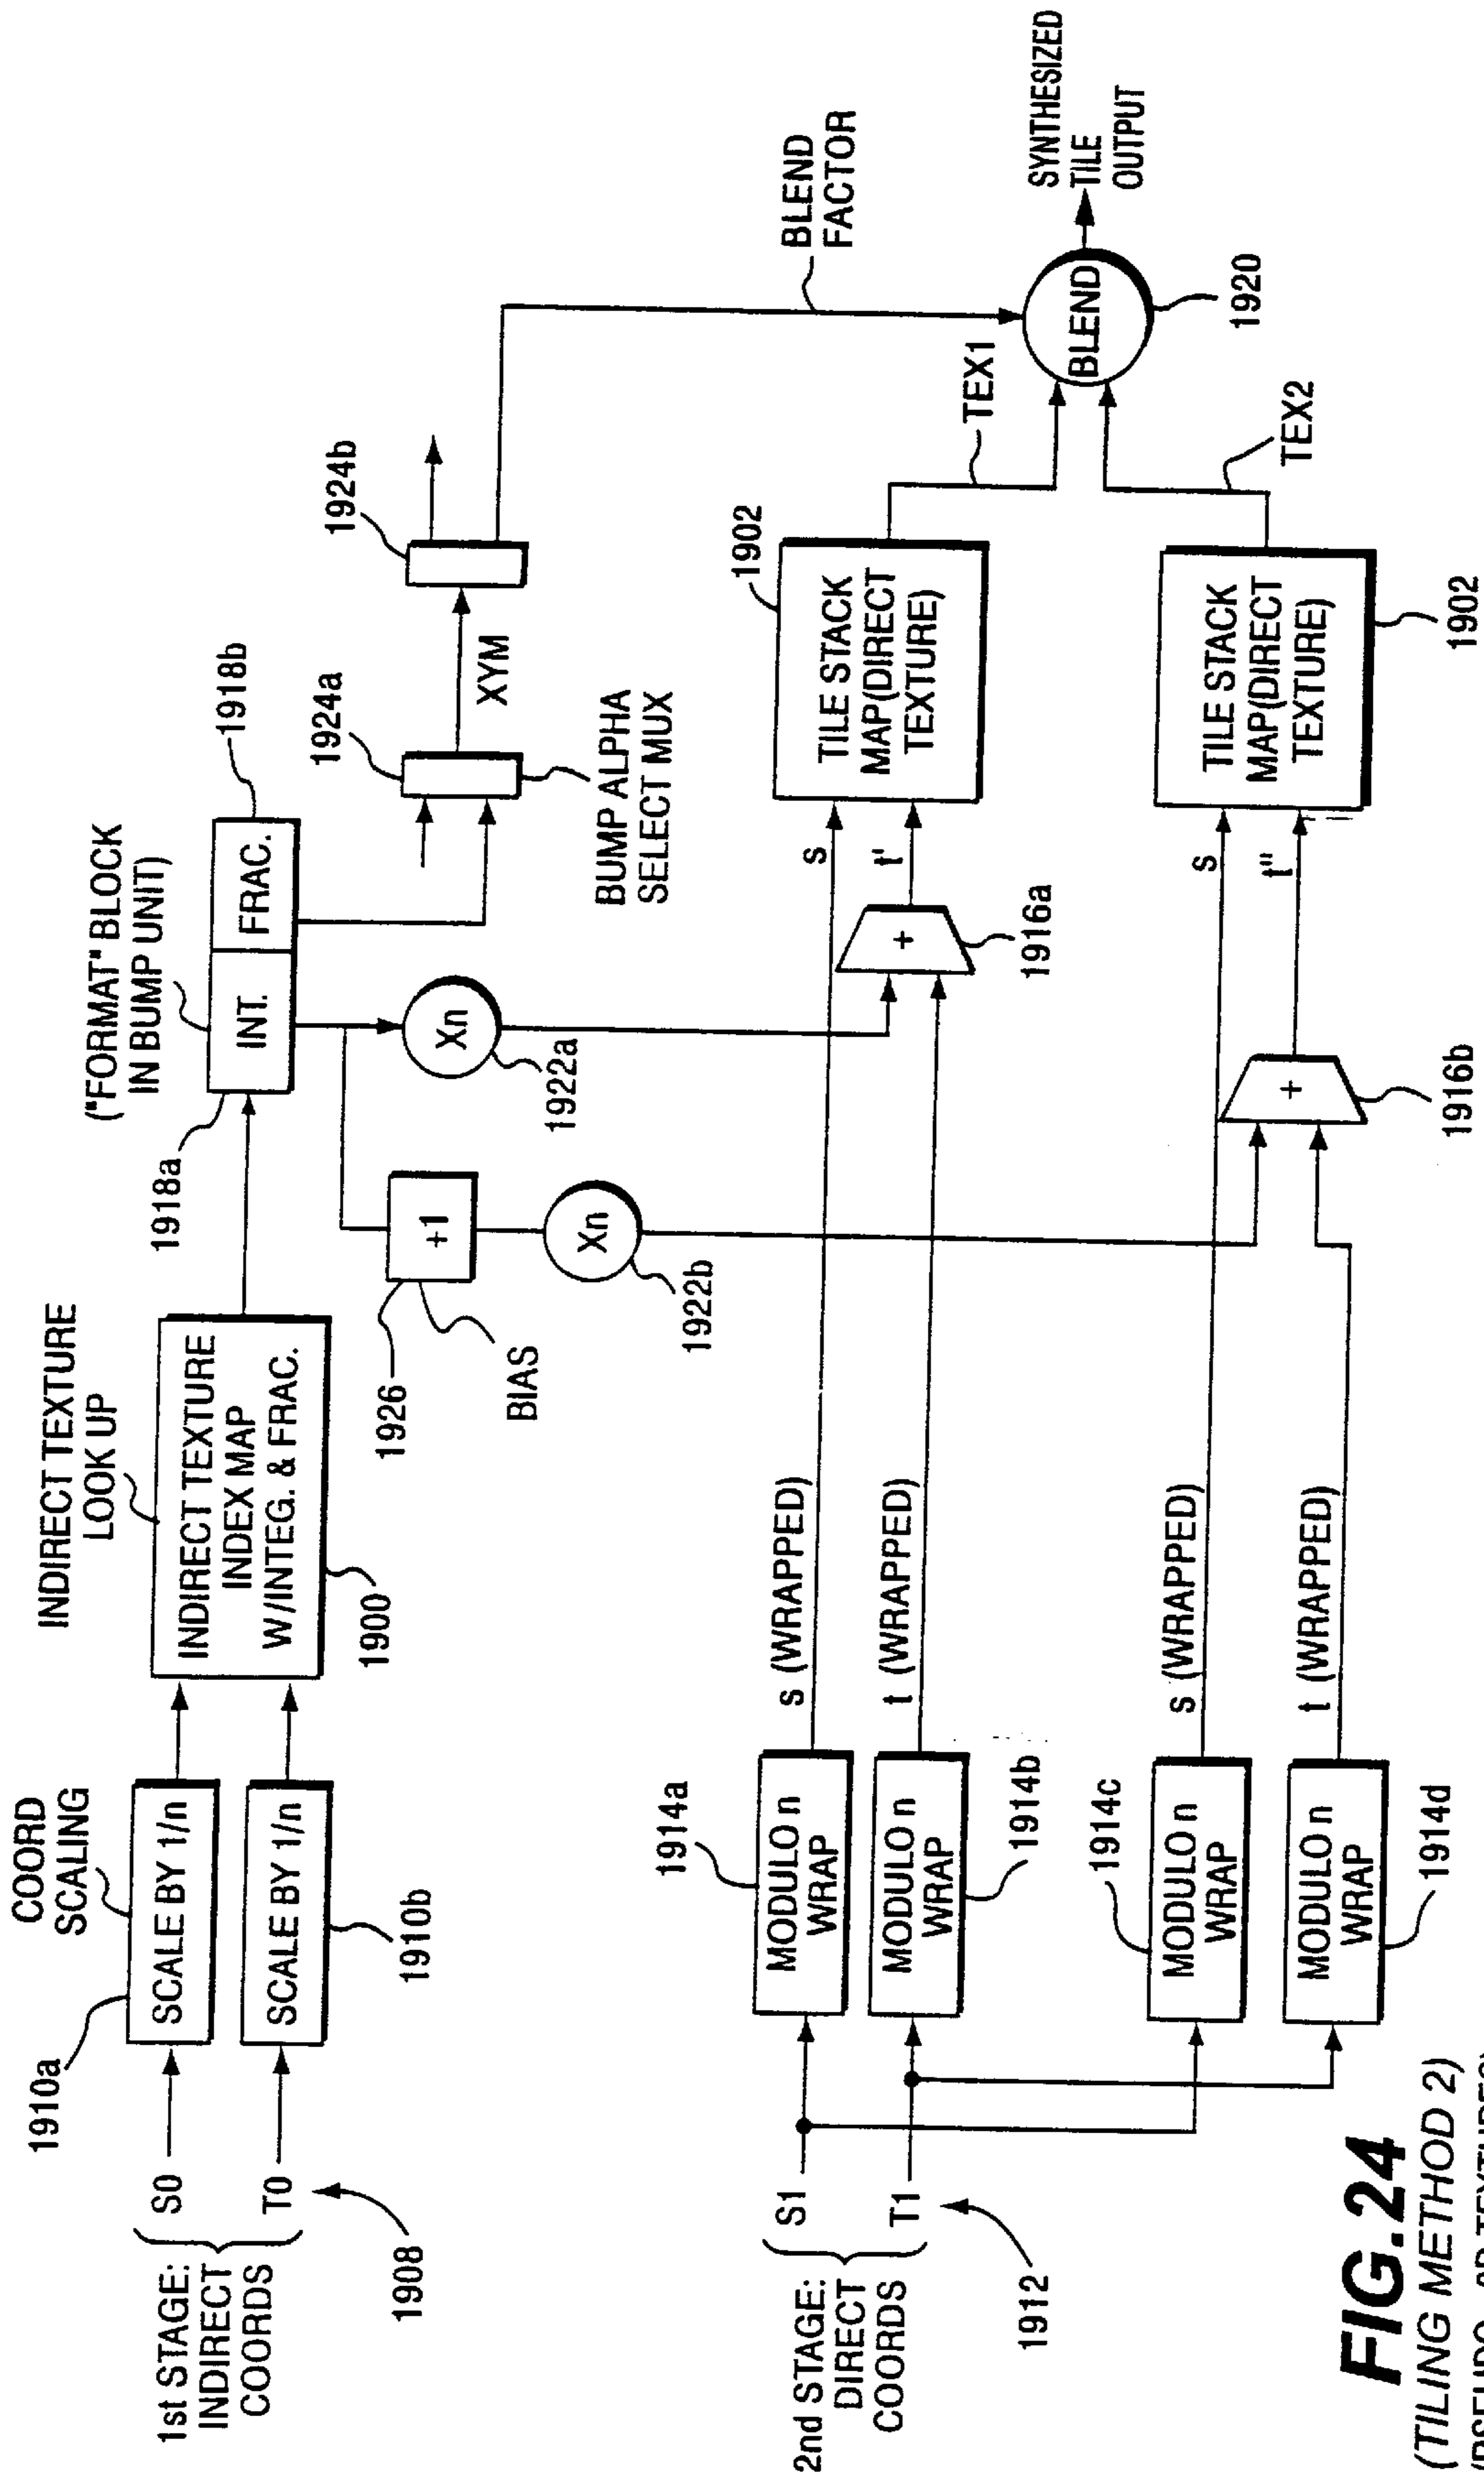 1st STAGE:
INDIRECT
COORDS
S0
T0
1908
1910a
COORD
SCALING
SCALE BY 1/n
SCALE BY 1/n
1910b
INDIRECT TEXTURE
LOOK UP
INDIRECT TEXTURE
INDEX MAP
W/INTEG. & FRAC.
1900
("FORMAT" BLOCK
IN BUMP UNIT)
1918a
INT.
FRAC.
1918b
1926
+1
BIAS
Xn
1922b
Xn
1922a
1924a
BUMP ALPHA
SELECT MUX
XYM
1924b
BLEND
FACTOR
2nd STAGE:
DIRECT
COORDS
S1
T1
1912
1914a
MODULO n
WRAP
MODULO n
WRAP
1914b
s (WRAPPED)
t (WRAPPED)
+
1916a
s
t'
1902
TILE STACK
MAP(DIRECT
TEXTURE)
TEX1
1914c
MODULO n
WRAP
MODULO n
WRAP
1914d
s (WRAPPED)
t (WRAPPED)
+
1916b
s
t"
TILE STACK
MAP(DIRECT
TEXTURE)
1902
TEX2
BLEND
1920
SYNTHESIZED
TILE
OUTPUT
FIG.24
(TILING METHOD 2)